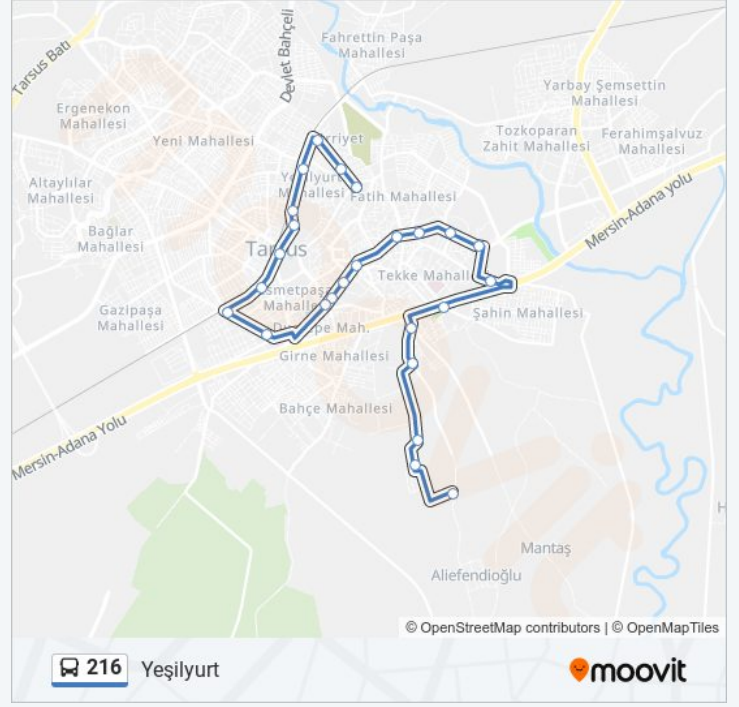 Fahrettin Paşa
Mahallesi
Devlet Bahçeli
Tarsus Batı
Yarbay Şemsettin
Mahallesi
Ergenekon
Mahallesi
Yeni Mahallesi
Tozkoparan
Zahit Mahallesi
Ferahimşalvuz
Mahallesi
Altaylılar
Mahallesi
Fatih Mahallesi
Mersin-Adana yolu
Bağlar
Mahallesi
Tekke
Gazipaşa
Mahallesi
Şahin Mahallesi
Mah.
Girne Mahallesi
Bahçe Mahallesi
Mersin-Adana Yolu
Mantaş
Aliefendioğlu
© OpenStreetMap contributors | © OpenMapTiles
216 Yeşilyurt
moovit